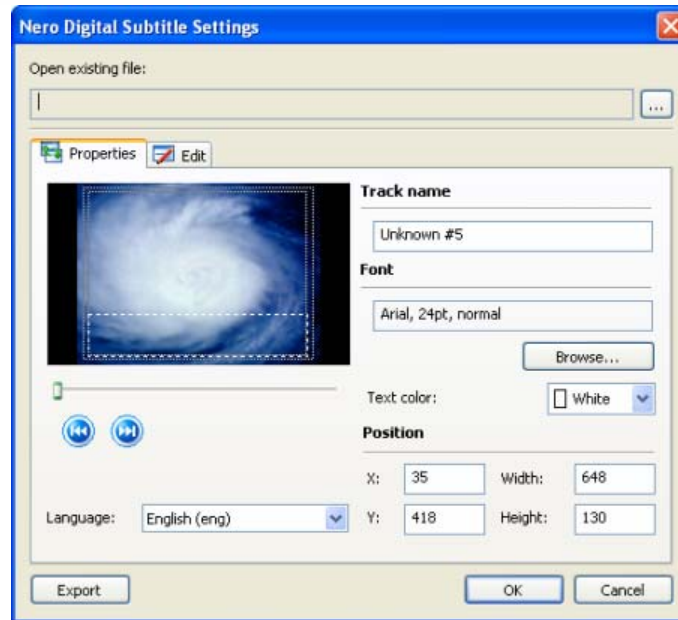 Nero Digital Subtitle Settings
Open existing file:
...
Properties Edit
Track name
Unknown #5
Font
Arial, 24pt, normal
Browse...
Text color: White
Position
X: 35 Width: 648
Language: English (eng) Y: 418 Height: 130
Export OK Cancel